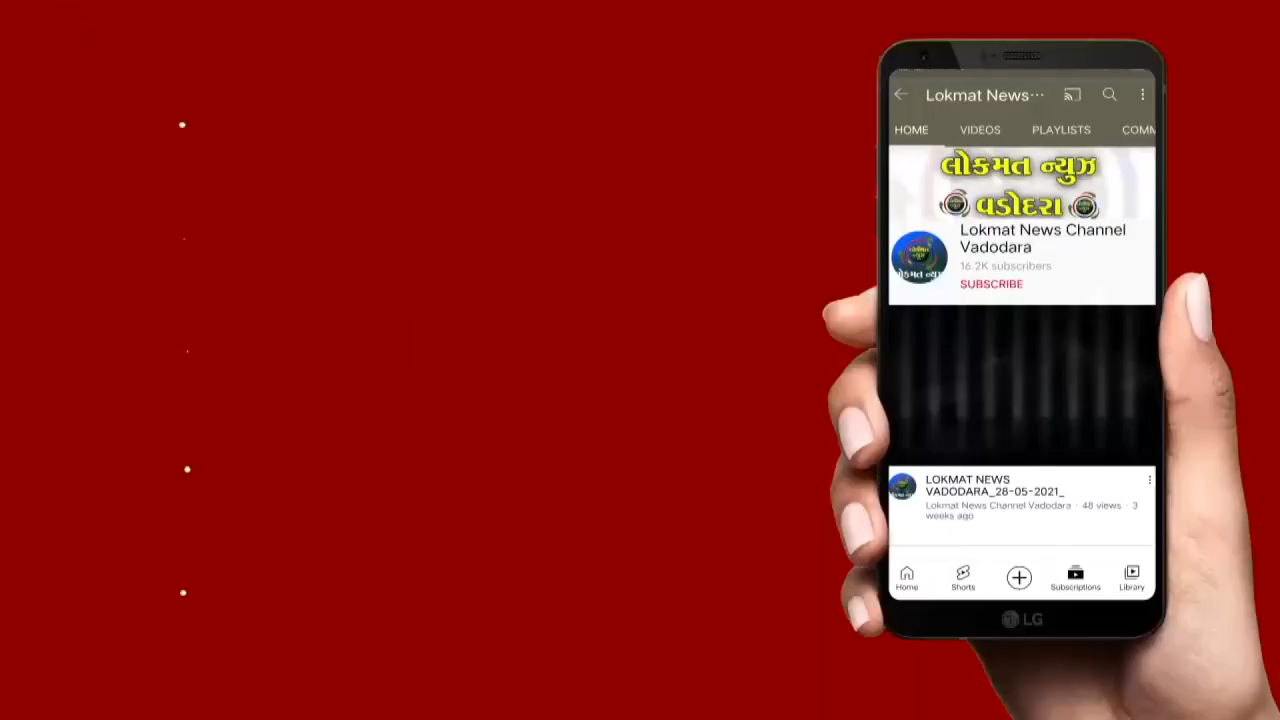 Lokmat News···
HOME VIDEOS PLAYLISTS COMM
લોકમત ન્યુઝ
વડોદરા
Lokmat News Channel
Vadodara
16.2K subscribers
SUBSCRIBE
LOKMAT NEWS
VADODARA_28-05-2021_
Lokmat News Channel Vadodara · 48 views · 3
weeks ago
Home Shorts Subscriptions Library
LG